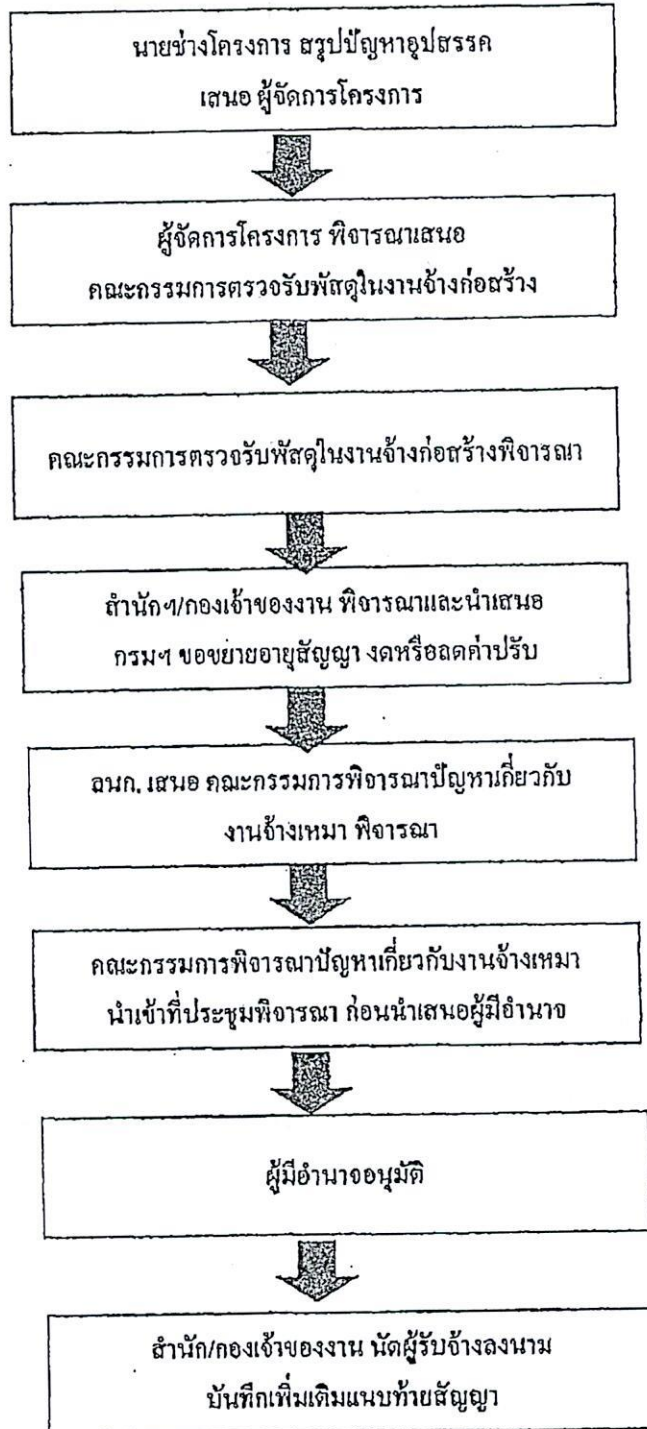 นายช่างโครงการ สรุปปัญหาอุปสรรค
เสนอ ผู้จัดการโครงการ
ผู้จัดการโครงการ พิจารณาเสนอ
คณะกรรมการตรวจรับพัสดุในงานจ้างก่อสร้าง
คณะกรรมการตรวจรับพัสดุในงานจ้างก่อสร้างพิจารณา
สำนักฯ/กองเจ้าของงาน พิจารณาและนำเสนอ
กรมฯ ขอขยายอายุสัญญา งดหรือลดค่าปรับ
ลนก. เสนอ คณะกรรมการพิจารณาปัญหาเกี่ยวกับ
งานจ้างเหมา พิจารณา
คณะกรรมการพิจารณาปัญหาเกี่ยวกับงานจ้างเหมา
นำเข้าที่ประชุมพิจารณา ก่อนนำเสนอผู้มีอำนาจ
ผู้มีอำนาจอนุมัติ
สำนัก/กองเจ้าของงาน นัดผู้รับจ้างลงนาม
บันทึกเพิ่มเติมแนบท้ายสัญญา